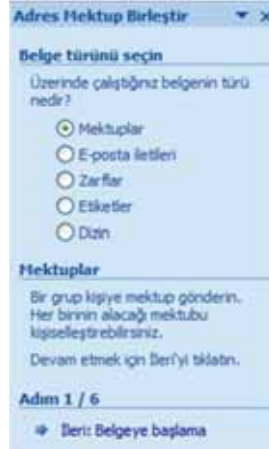 Adres Mektup Birleştir
Belge türünü seçin
Üzerinde çalıştığınız belgenin türü
nedir?
Mektuplar
E-posta iletileri
Zarflar
Etiketler
Dizin
Mektuplar
Bir grup kişiye mektup gönderin.
Her birinin alacağı mektubu
kişiselleştirebilirsiniz.
Devam etmek için İleri'yi tıklatın.
Adım 1 / 6
İleri: Belgeye başlama